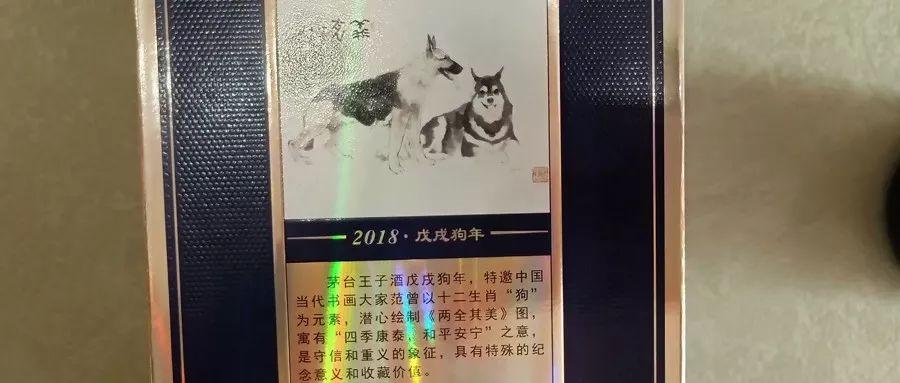 2018·戊戌狗年
茅台王子酒戊戌狗年，特邀中国
当代书画大家范曾以十二生肖“狗”
为元素，潜心绘制《两全其美》图，
寓有“四季康泰，和平安宁”之意，
是守信和重义的象征，具有特殊的纪
念意义和收藏价值。